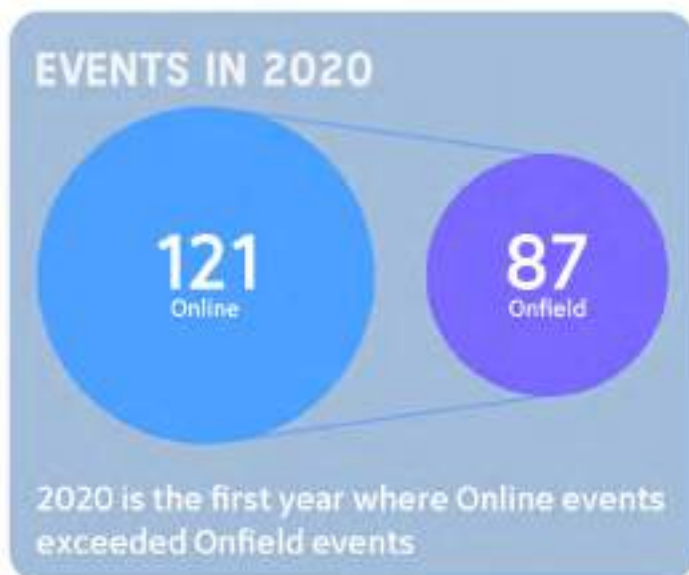 EVENTS IN 2020
121
Online
87
Onfield
2020 is the first year where Online events
exceeded Onfield events